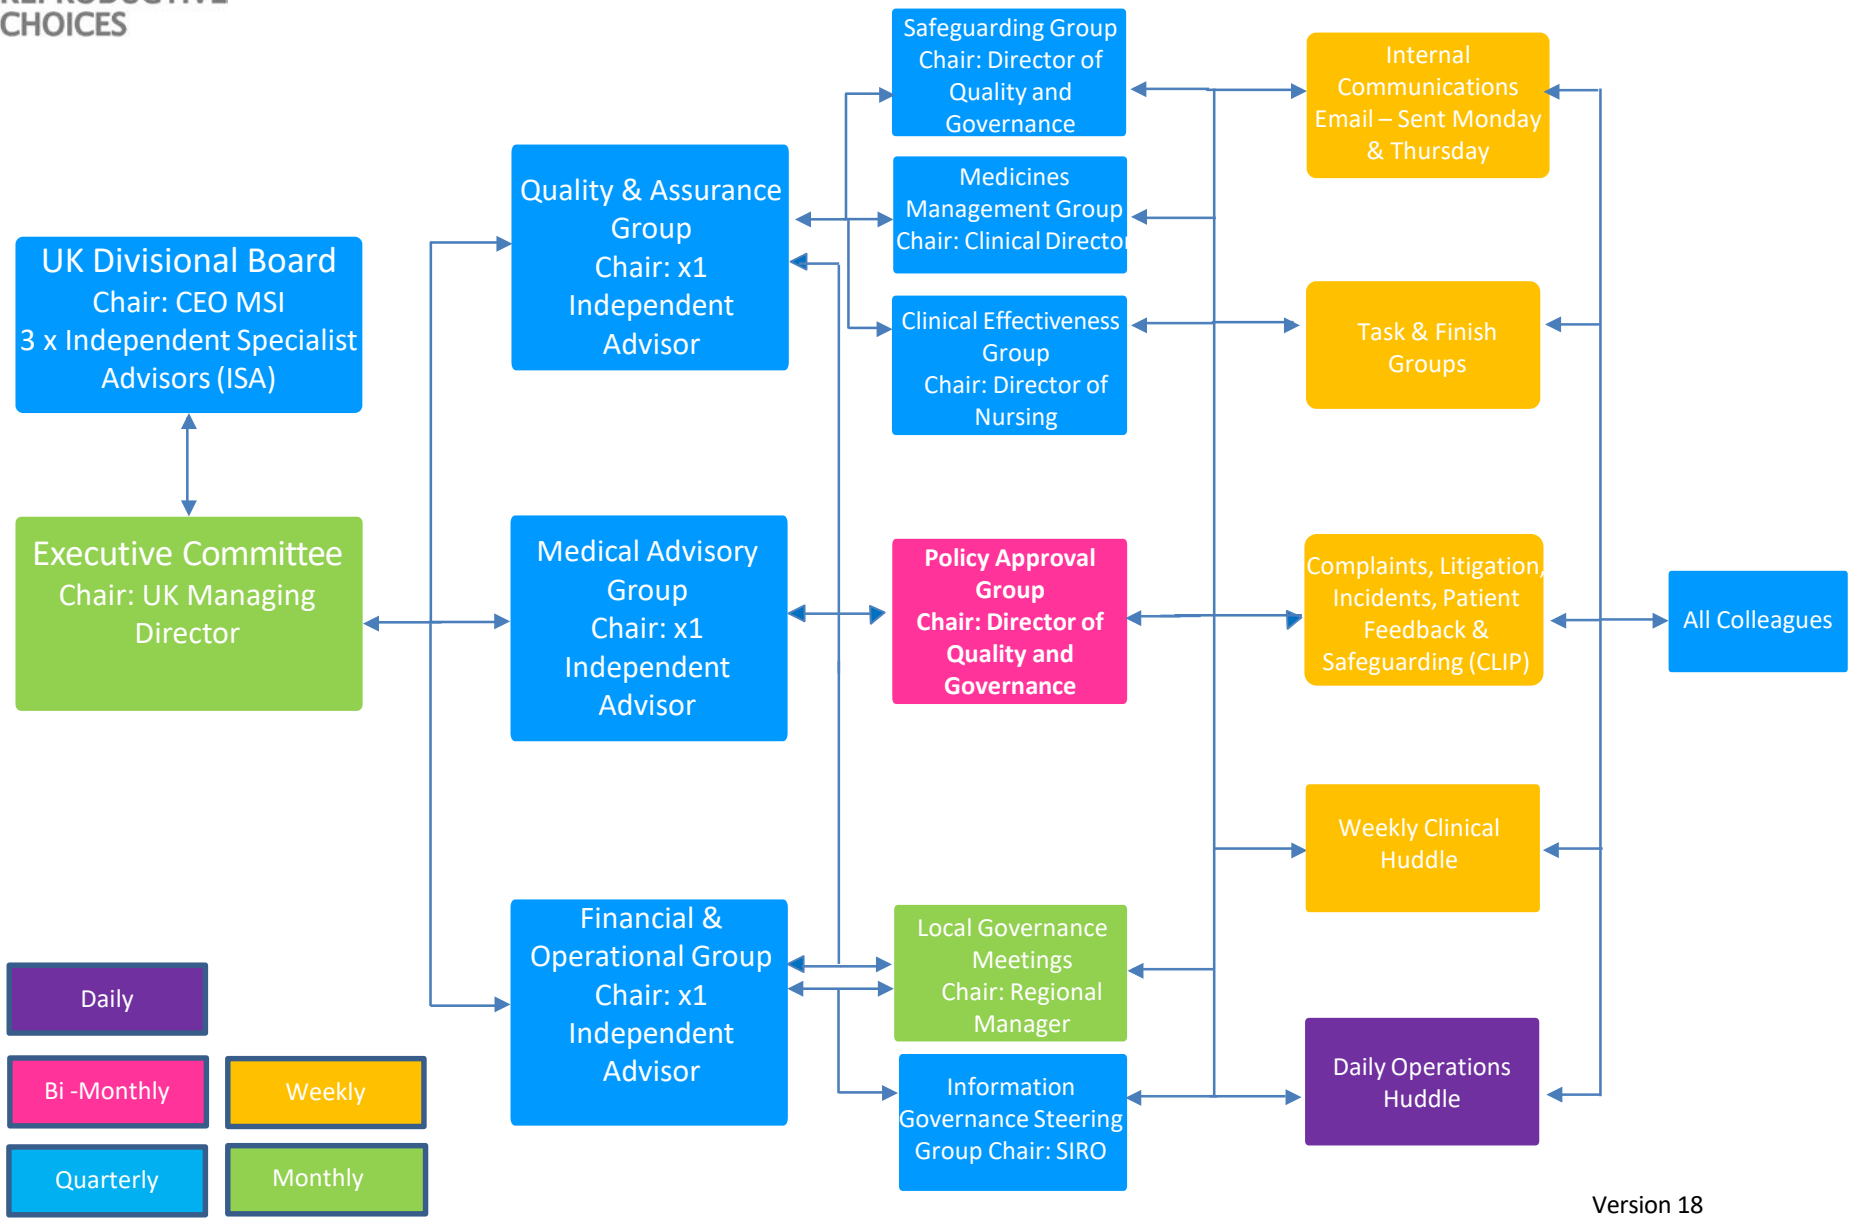 REPRODUCTIVE
CHOICES
UK Divisional Board
Chair: CEO MSI
3 x Independent Specialist
Advisors (ISA)
Executive Committee
Chair: UK Managing
Director
Quality & Assurance
Group
Chair: x1
Independent
Advisor
Medical Advisory
Group
Chair: x1
Independent
Advisor
Financial &
Operational Group
Chair: x1
Independent
Advisor
Safeguarding Group
Chair: Director of
Quality and
Governance
Medicines
Management Group
Chair: Clinical Director
Clinical Effectiveness
Group
Chair: Director of
Nursing
Policy Approval
Group
Chair: Director of
Quality and
Governance
Local Governance
Meetings
Chair: Regional
Manager
Information
Governance Steering
Group Chair: SIRO
Internal
Communications
Email – Sent Monday
& Thursday
Task & Finish
Groups
Complaints, Litigation,
Incidents, Patient
Feedback &
Safeguarding (CLIP)
Weekly Clinical
Huddle
Daily Operations
Huddle
All Colleagues
Daily
Bi -Monthly
Weekly
Quarterly
Monthly
Version 18